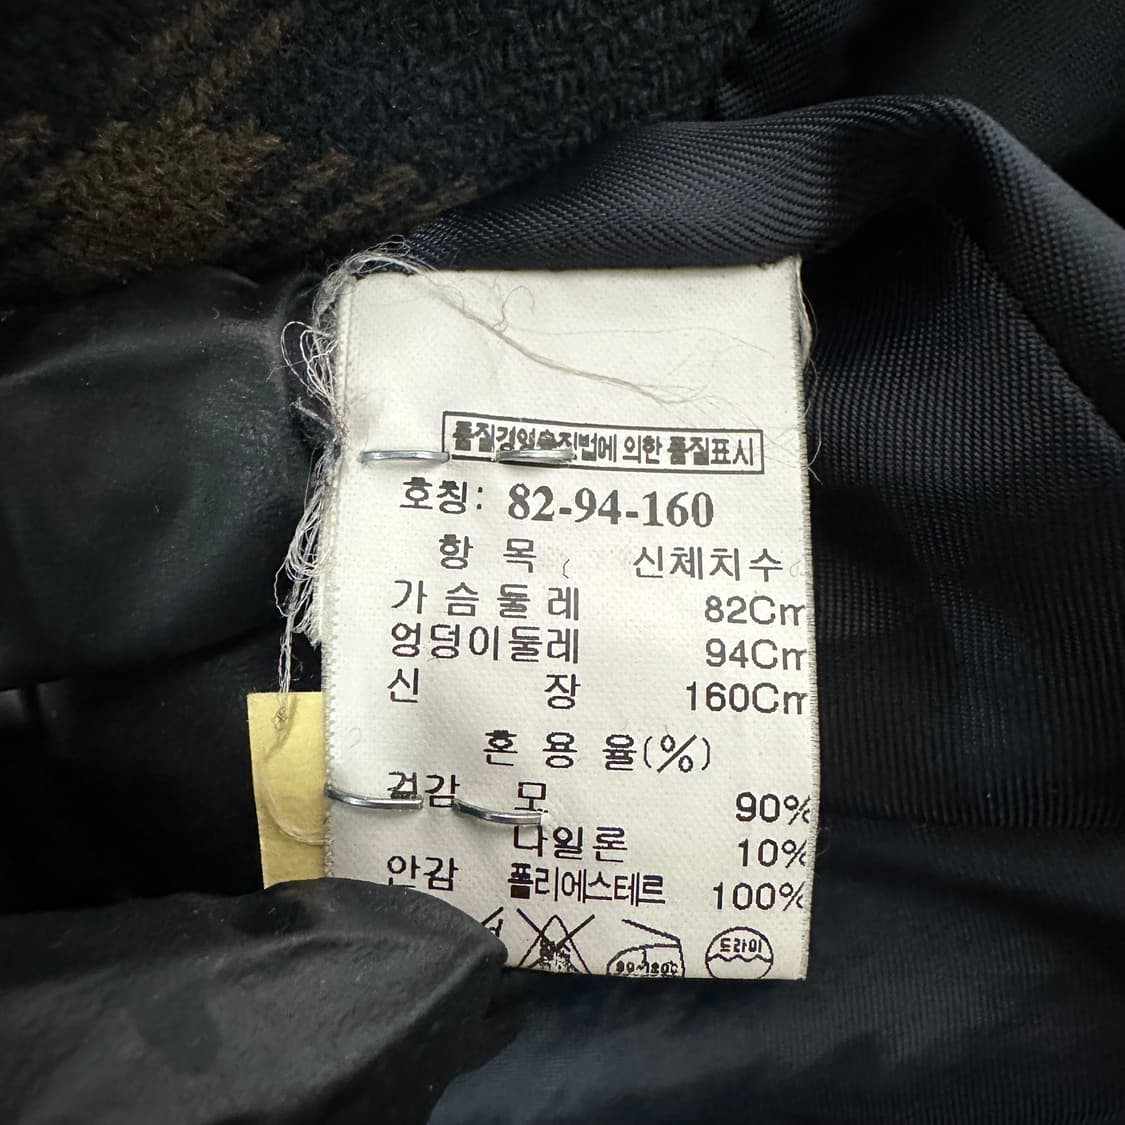 품질경영촉진법에 의한 품질표시
호칭: 82-94-160
항 목 신체치수
가슴둘레 82Cm
엉덩이둘레 94Cm
신 장 160Cm
혼 용 율(%)
겉감 모 90%
나일론 10%
안감 폴리에스테르 100%
드라이